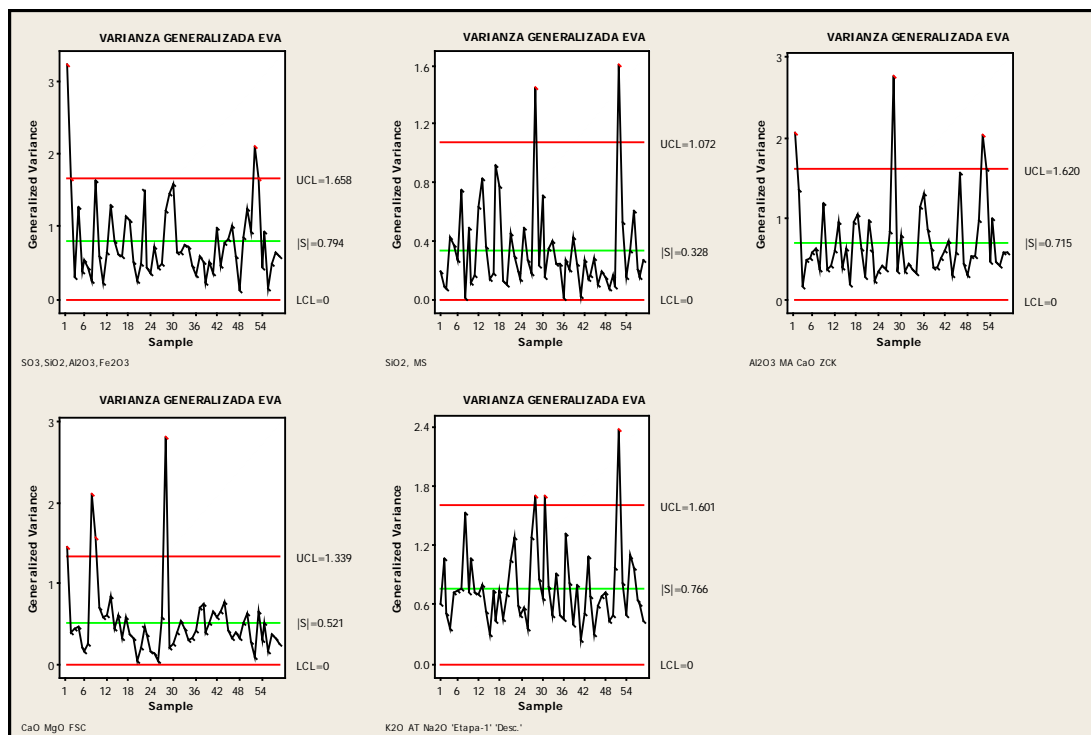 VARIANZA GENERALIZADA EVA
3
2
1
0
Generalized Variance
UCL=1.658
|S|=0.794
LCL=0
1 6 12 18 24 30 36 42 48 54
Sample
SO3,SiO2,Al2O3,Fe2O3
VARIANZA GENERALIZADA EVA
1.6
1.2
0.8
0.4
0.0
Generalized Variance
UCL=1.072
|S|=0.328
LCL=0
1 6 12 18 24 30 36 42 48 54
Sample
SiO2, MS
VARIANZA GENERALIZADA EVA
3
2
1
0
Generalized Variance
UCL=1.620
|S|=0.715
LCL=0
1 6 12 18 24 30 36 42 48 54
Sample
Al2O3 MA CaO ZCK
VARIANZA GENERALIZADA EVA
3
2
1
0
Generalized Variance
UCL=1.339
|S|=0.521
LCL=0
1 6 12 18 24 30 36 42 48 54
Sample
CaO MgO FSC
VARIANZA GENERALIZADA EVA
2.4
1.8
1.2
0.6
0.0
Generalized Variance
UCL=1.601
|S|=0.766
LCL=0
1 6 12 18 24 30 36 42 48 54
Sample
K2O AT Na2O 'Etapa-1' 'Desc.'